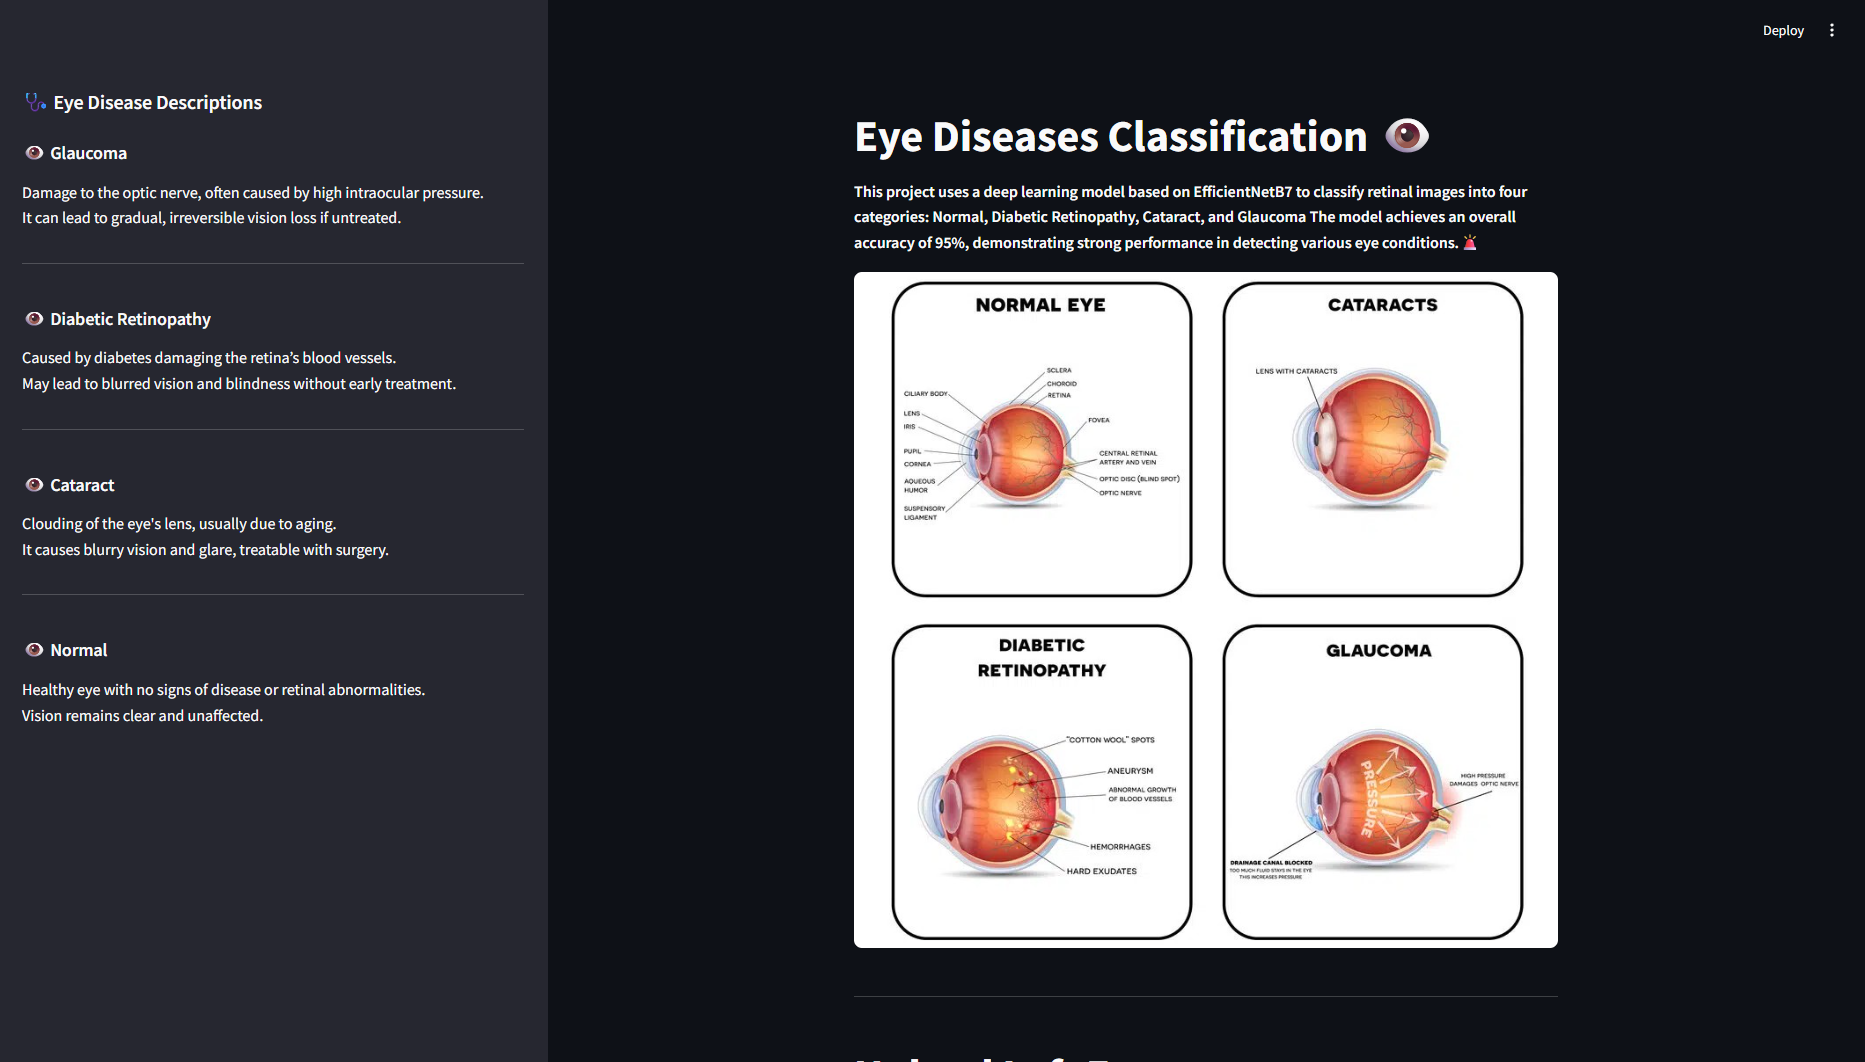 Deploy
Eye Disease Descriptions
Glaucoma
Damage to the optic nerve, often caused by high intraocular pressure.
It can lead to gradual, irreversible vision loss if untreated.
Diabetic Retinopathy
Caused by diabetes damaging the retina’s blood vessels.
May lead to blurred vision and blindness without early treatment.
Cataract
Clouding of the eye's lens, usually due to aging.
It causes blurry vision and glare, treatable with surgery.
Normal
Healthy eye with no signs of disease or retinal abnormalities.
Vision remains clear and unaffected.
Eye Diseases Classification
This project uses a deep learning model based on EfficientNetB7 to classify retinal images into four
categories: Normal, Diabetic Retinopathy, Cataract, and Glaucoma The model achieves an overall
accuracy of 95%, demonstrating strong performance in detecting various eye conditions.
NORMAL EYE
SCLERA
CHOROID
RETINA
CILIARY BODY
LENS
IRIS
FOVEA
PUPIL
CORNEA
CENTRAL RETINAL
ARTERY AND VEIN
AQUEOUS
HUMOR
OPTIC DISC (BLIND SPOT)
OPTIC NERVE
SUSPENSORY
LIGAMENT
CATARACTS
LENS WITH CATARACTS
DIABETIC
RETINOPATHY
"COTTON WOOL" SPOTS
ANEURYSM
ABNORMAL GROWTH
OF BLOOD VESSELS
HEMORRHAGES
HARD EXUDATES
GLAUCOMA
PRESSURE
HIGH PRESSURE
DAMAGES OPTIC NERVE
DRAINAGE CANAL BLOCKED
TOO MUCH FLUID STAYS IN THE EYE
THIS INCREASES PRESSURE